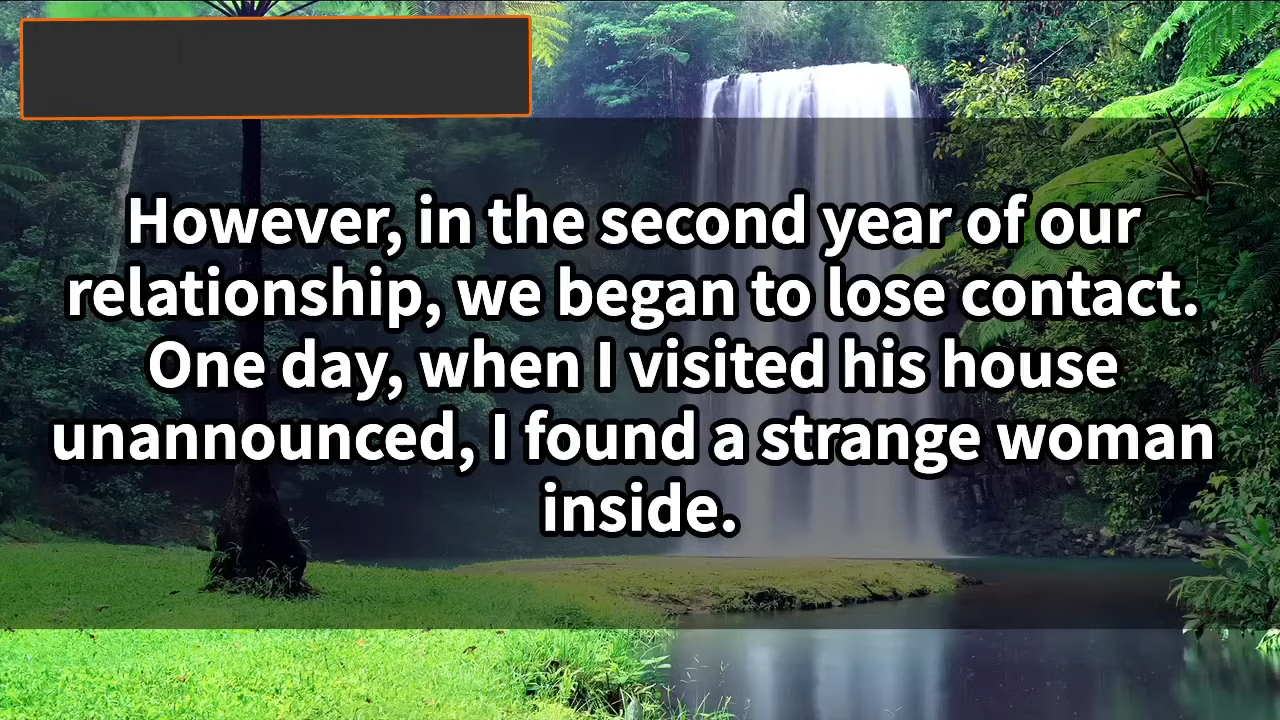 However, in the second year of our
relationship, we began to lose contact.
One day, when I visited his house
unannounced, I found a strange woman
inside.